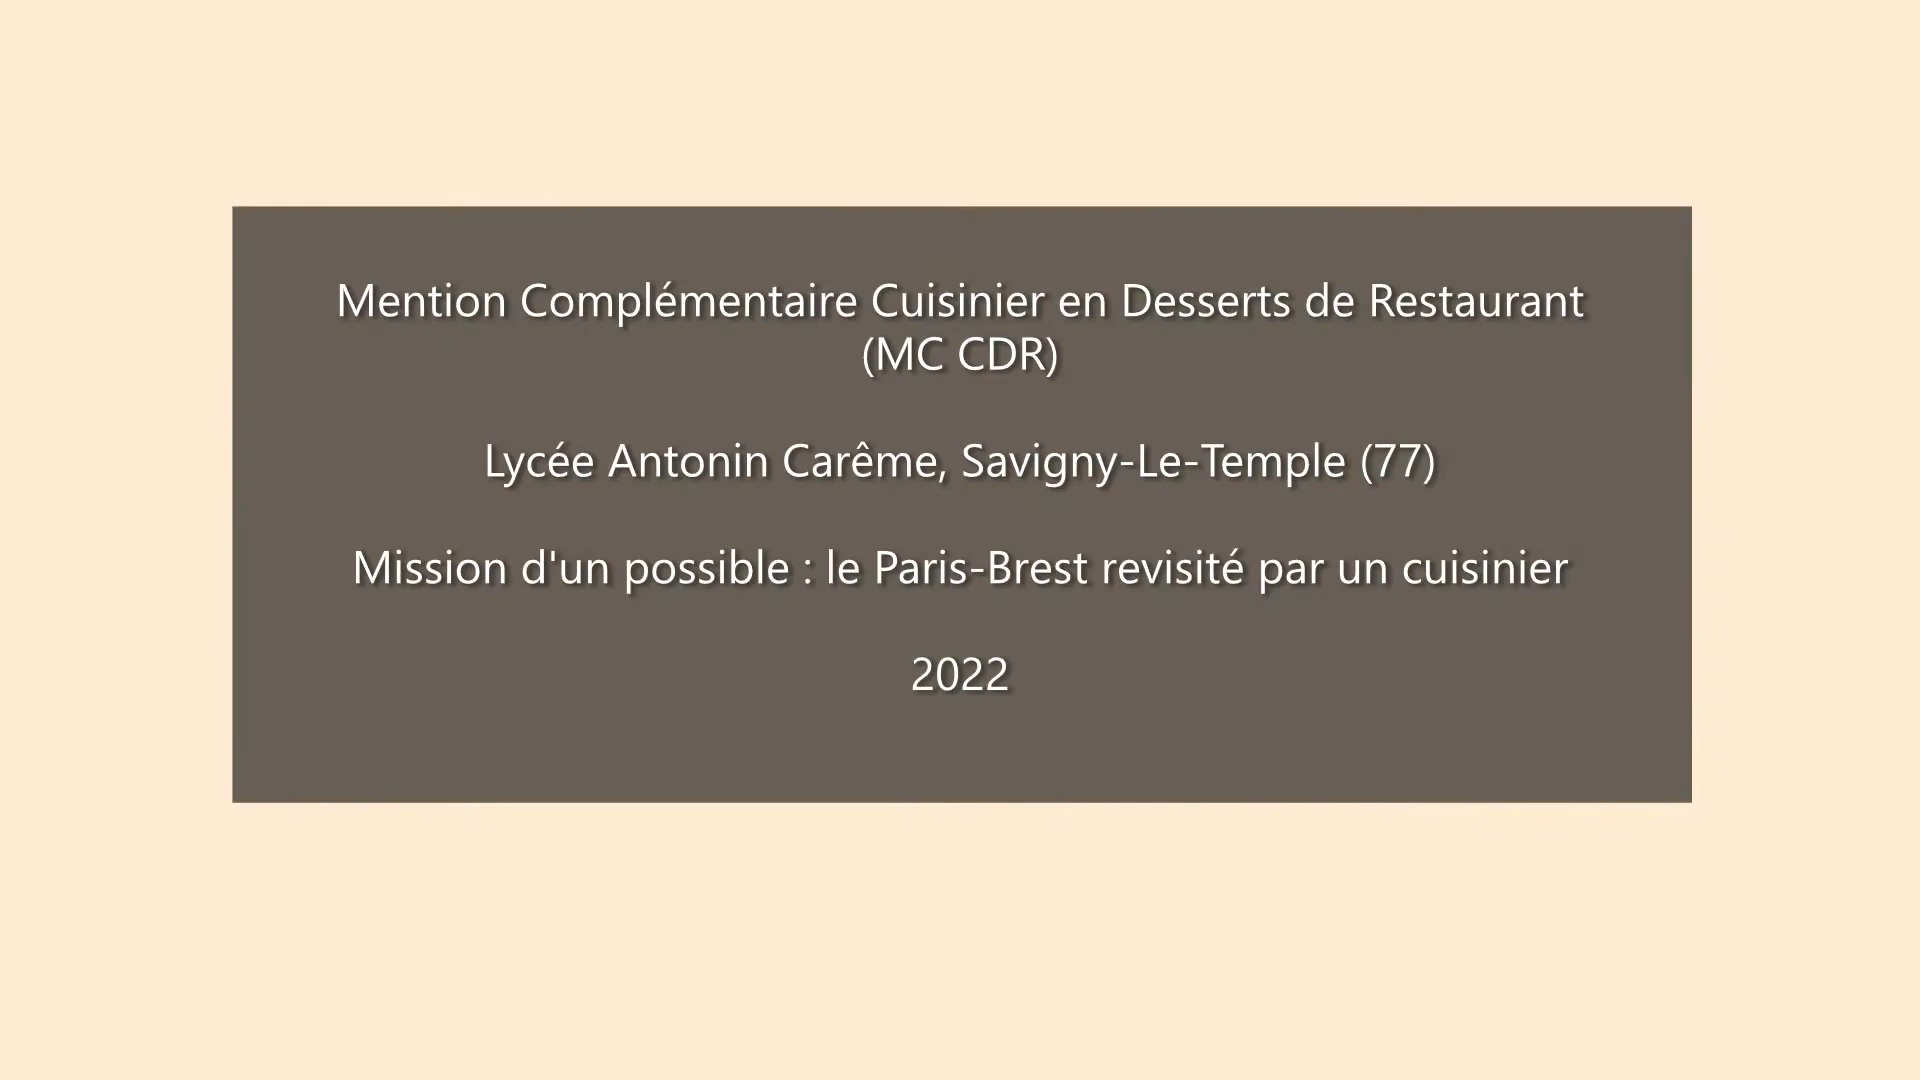 Mention Complémentaire Cuisinier en Desserts de Restaurant
(MC CDR)
Lycée Antonin Carême, Savigny-Le-Temple (77)
Mission d'un possible : le Paris-Brest revisité par un cuisinier
2022